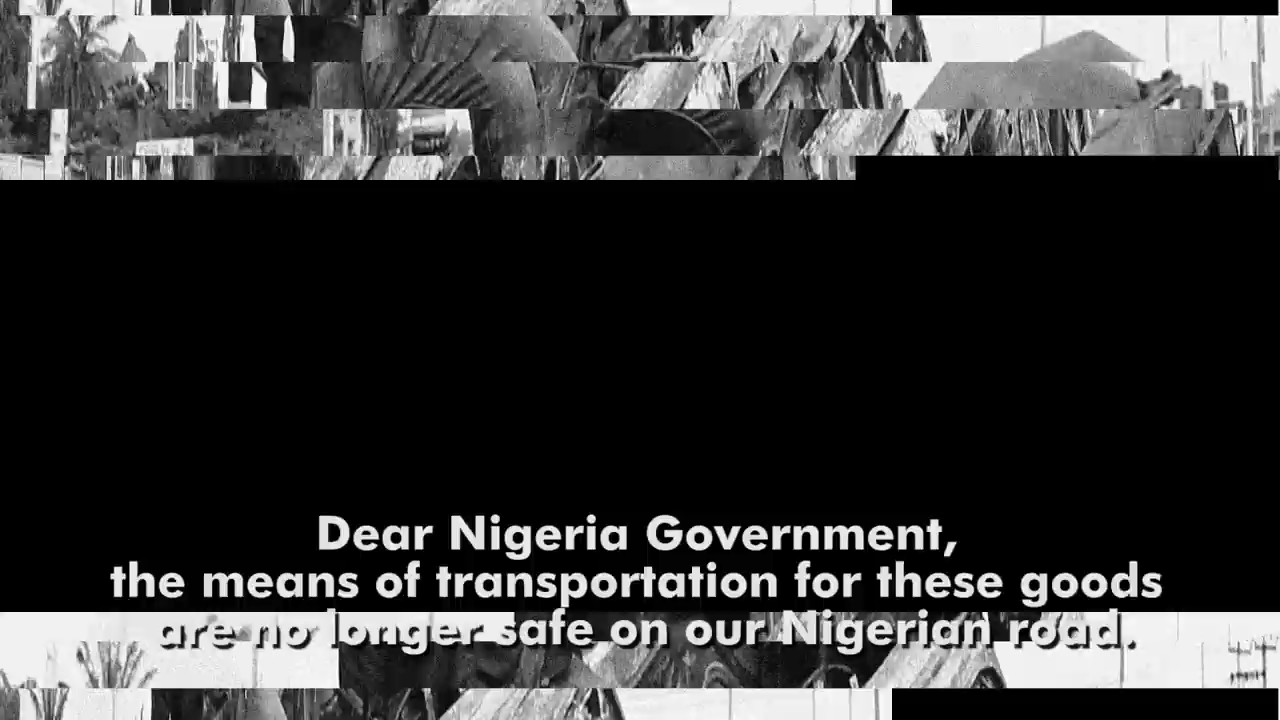 Dear Nigeria Government,
the means of transportation for these goods
are no longer safe on our Nigerian road.